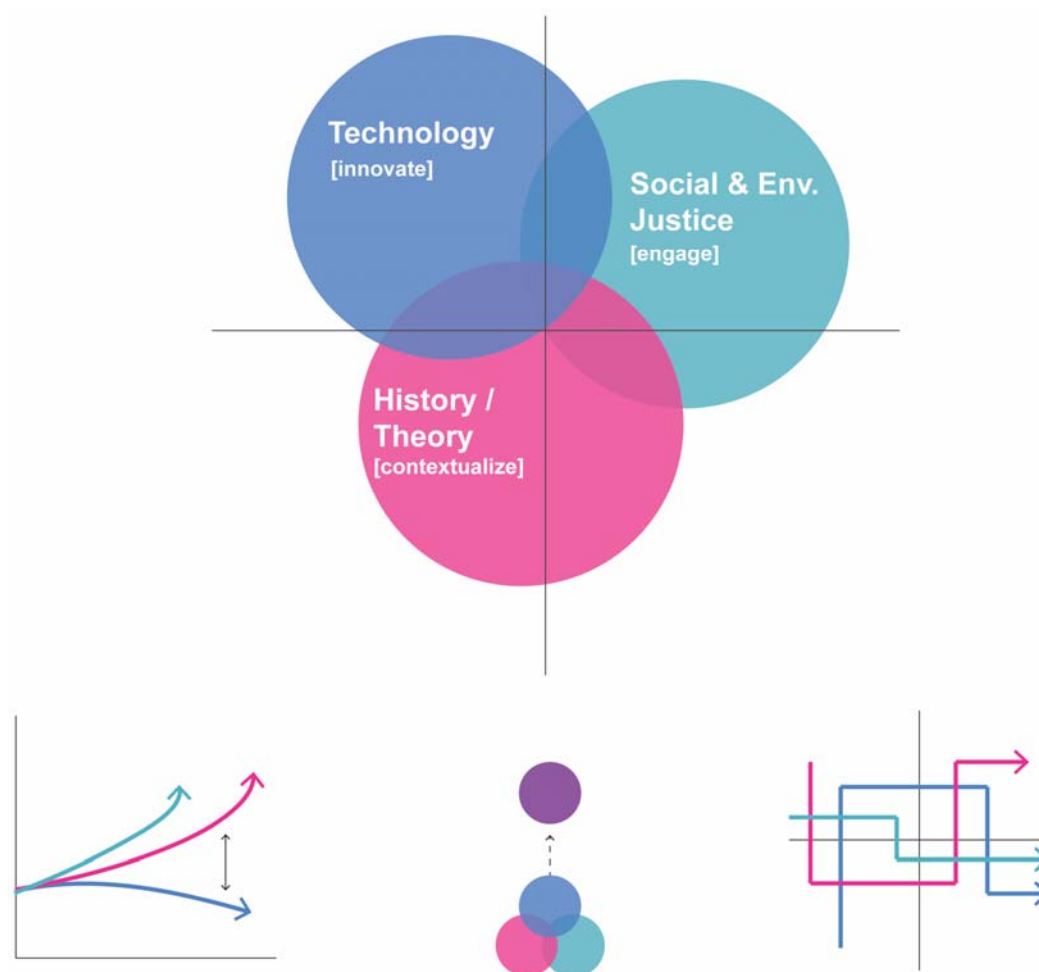 Technology
[innovate]
Social & Env.
Justice
[engage]
History /
Theory
[contextualize]